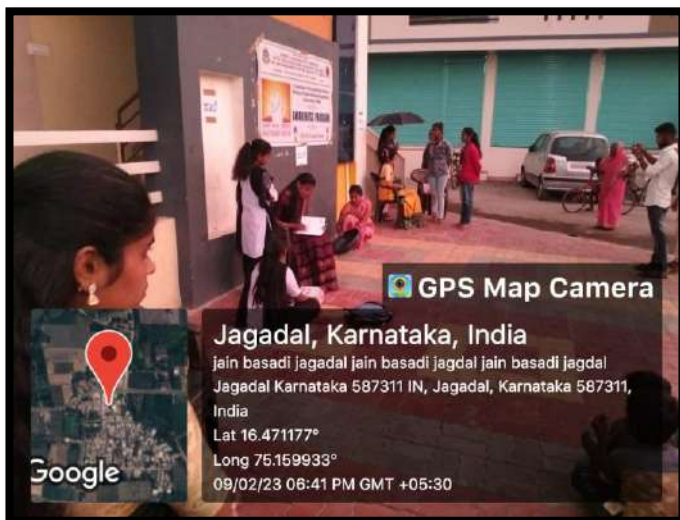 AWARENESS PROGRAM
GPS Map Camera
Jagadal, Karnataka, India
jain basadi jagadal jain basadi jagdal jain basadi jagdal
Jagadal Karnataka 587311 IN, Jagadal, Karnataka 587311,
India
Lat 16.471177°
Long 75.159933°
09/02/23 06:41 PM GMT +05:30
Google